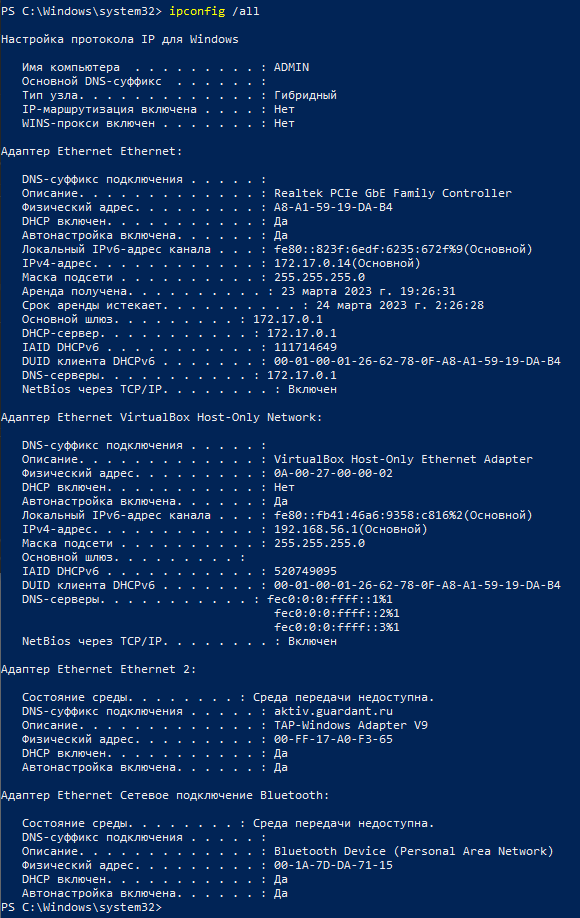 PS C:\Windows\system32> ipconfig /all
Настройка протокола IP для Windows
Имя компьютера . . . . . . . . . : ADMIN
Основной DNS-суффикс . . . . . . :
Тип узла. . . . . . . . . . . . . : Гибридный
IP-маршрутизация включена . . . . : Нет
WINS-прокси включен . . . . . . . : Нет
Адаптер Ethernet Ethernet:
DNS-суффикс подключения . . . . . :
Описание. . . . . . . . . . . . . : Realtek PCIe GbE Family Controller
Физический адрес. . . . . . . . . : A8-A1-59-19-DA-B4
DHCP включен. . . . . . . . . . . : Да
Автонастройка включена. . . . . . : Да
Локальный IPv6-адрес канала . . . : fe80::823f:6edf:6235:672f%9(Основной)
IPv4-адрес. . . . . . . . . . . . : 172.17.0.14(Основной)
Маска подсети . . . . . . . . . . : 255.255.255.0
Аренда получена. . . . . . . . . . : 23 марта 2023 г. 19:26:31
Срок аренды истекает. . . . . . . . . . : 24 марта 2023 г. 2:26:28
Основной шлюз. . . . . . . . . : 172.17.0.1
DHCP-сервер. . . . . . . . . . . : 172.17.0.1
IAID DHCPv6 . . . . . . . . . . . : 111714649
DUID клиента DHCPv6 . . . . . . . : 00-01-00-01-26-62-78-0F-A8-A1-59-19-DA-B4
DNS-серверы. . . . . . . . . . . : 172.17.0.1
NetBios через TCP/IP. . . . . . . . : Включен
Адаптер Ethernet VirtualBox Host-Only Network:
DNS-суффикс подключения . . . . . :
Описание. . . . . . . . . . . . . : VirtualBox Host-Only Ethernet Adapter
Физический адрес. . . . . . . . . : 0A-00-27-00-00-02
DHCP включен. . . . . . . . . . . : Нет
Автонастройка включена. . . . . . : Да
Локальный IPv6-адрес канала . . . : fe80::fb41:46a6:9358:c816%2(Основной)
IPv4-адрес. . . . . . . . . . . . : 192.168.56.1(Основной)
Маска подсети . . . . . . . . . . : 255.255.255.0
Основной шлюз. . . . . . . . . :
IAID DHCPv6 . . . . . . . . . . . : 520749095
DUID клиента DHCPv6 . . . . . . . : 00-01-00-01-26-62-78-0F-A8-A1-59-19-DA-B4
DNS-серверы. . . . . . . . . . . : fec0:0:0:ffff::1%1
fec0:0:0:ffff::2%1
fec0:0:0:ffff::3%1
NetBios через TCP/IP. . . . . . . . : Включен
Адаптер Ethernet Ethernet 2:
Состояние среды. . . . . . . . : Среда передачи недоступна.
DNS-суффикс подключения . . . . . : aktiv.guardant.ru
Описание. . . . . . . . . . . . . : TAP-Windows Adapter V9
Физический адрес. . . . . . . . . : 00-FF-17-A0-F3-65
DHCP включен. . . . . . . . . . . : Да
Автонастройка включена. . . . . . : Да
Адаптер Ethernet Сетевое подключение Bluetooth:
Состояние среды. . . . . . . . : Среда передачи недоступна.
DNS-суффикс подключения . . . . . :
Описание. . . . . . . . . . . . . : Bluetooth Device (Personal Area Network)
Физический адрес. . . . . . . . . : 00-1A-7D-DA-71-15
DHCP включен. . . . . . . . . . . : Да
Автонастройка включена. . . . . . : Да
PS C:\Windows\system32>